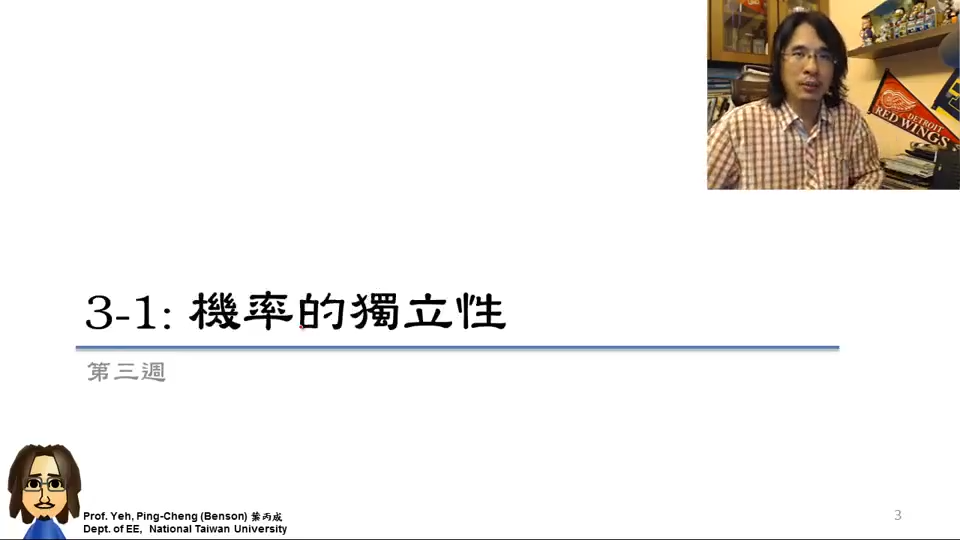 DETROIT
RED WINGS
3-1: 機率的獨立性
第三週
Prof. Yeh, Ping-Cheng (Benson) 葉丙成
Dept. of EE, National Taiwan University
3